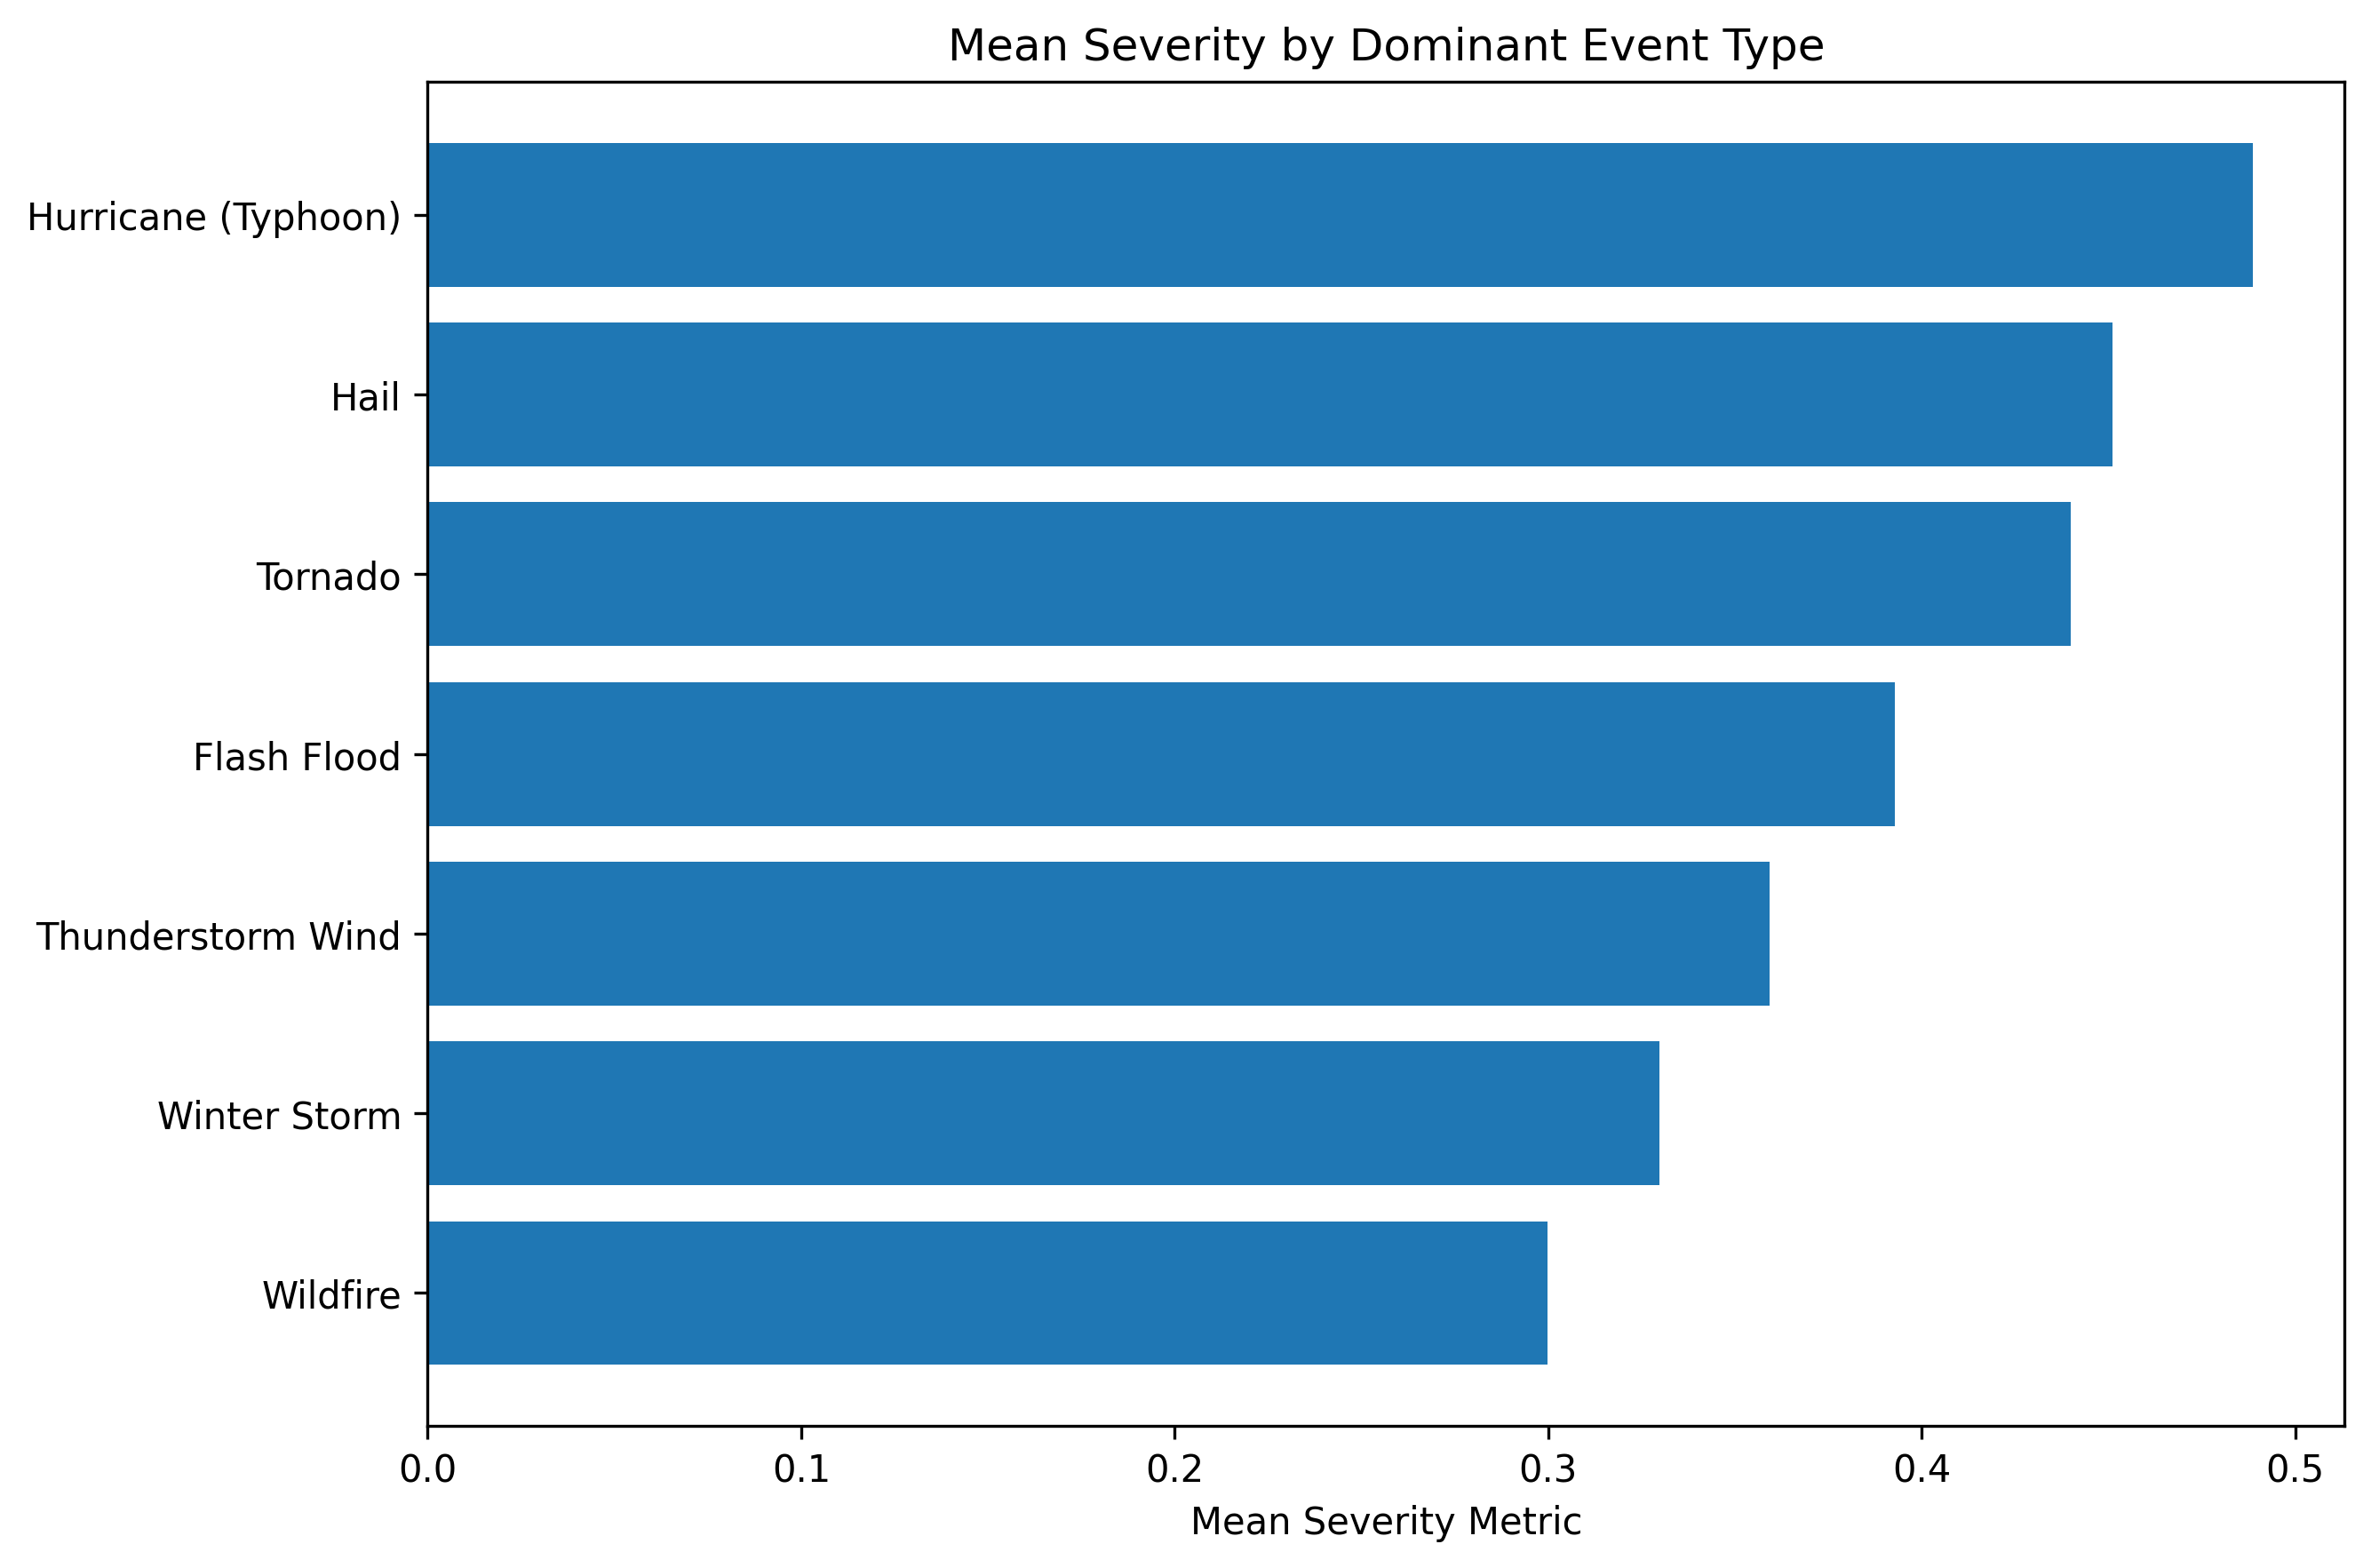 Mean Severity by Dominant Event Type
Hurricane (Typhoon)
Hail
Tornado
Flash Flood
Thunderstorm Wind
Winter Storm
Wildfire
0.0 0.1 0.2 0.3 0.4 0.5
Mean Severity Metric